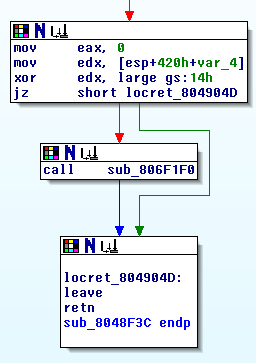 mov eax, 0
mov edx, [esp+420h+var_4]
xor edx, large gs:14h
jz short locret_804904D
call sub_806F1F0
locret_804904D:
leave
retn
sub_8048F3C endp